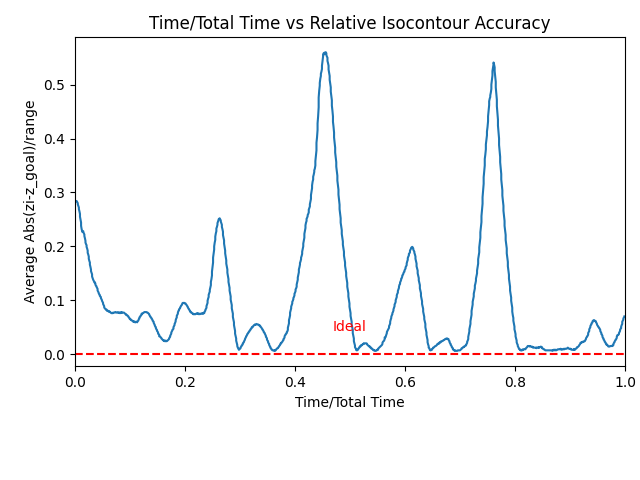 Time/Total Time vs Relative Isocontour Accuracy
Average Abs(zi-z_goal)/range
0.5
0.4
0.3
0.2
0.1
0.0
Ideal
0.0 0.2 0.4 0.6 0.8 1.0
Time/Total Time